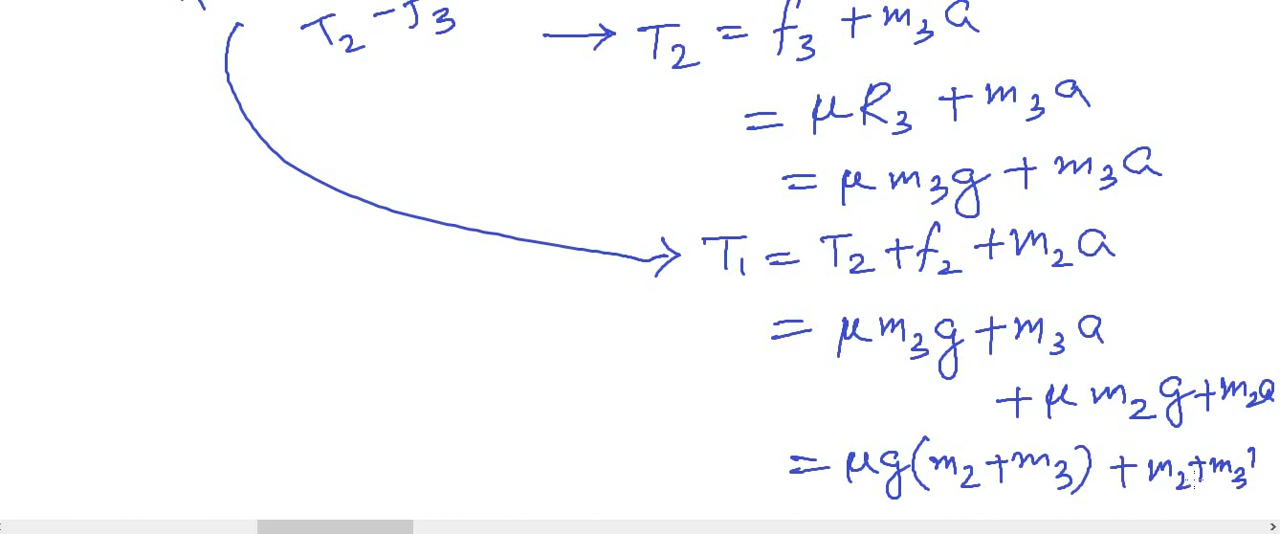 T₂ - f₃ → T₂ = f₃ + m₃a
= μR₃ + m₃a
= μm₃g + m₃a
→ T₁ = T₂ + f₂ + m₂a
= μm₃g + m₃a
+ μm₂g + m₂a
= μg(m₂ + m₃) + m₂ + m₃